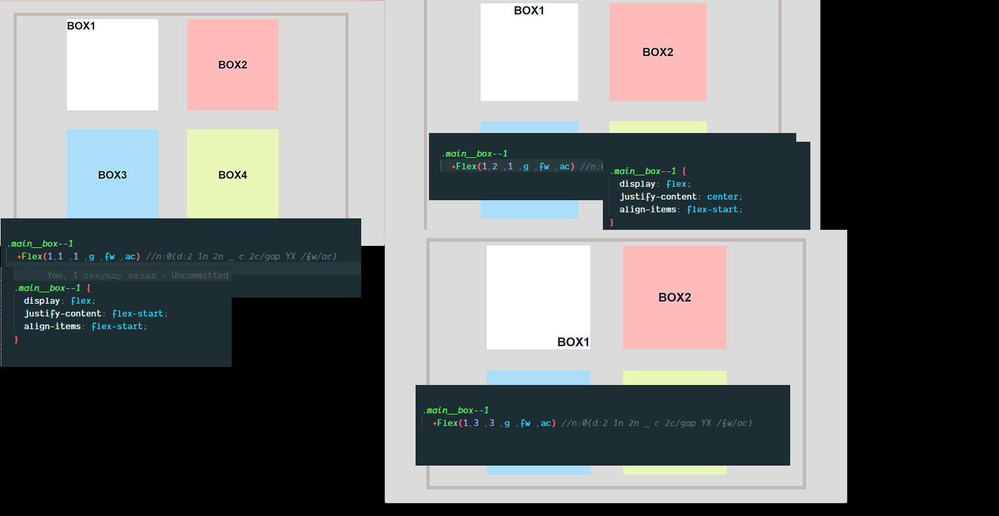 BOX1
BOX2
BOX3
BOX4
.main__box--1
+Flex(1,1 ,1 ,g ,fw ,ac) //n:0(d:2 1n 2n _ c 2c/gap YX /fw/ac)
You, 1 секунду назад • Uncommitted
.main__box--1 {
display: flex;
justify-content: flex-start;
align-items: flex-start;
}
BOX1
BOX2
.main__box--1
+Flex(1,2 ,1 ,g ,fw ,ac) //n:
.main__box--1 {
display: flex;
justify-content: center;
align-items: flex-start;
}
BOX2
BOX1
.main__box--1
+Flex(1,3 ,3 ,g ,fw ,ac) //n:0(d:2 1n 2n _ c 2c/gap YX /fw/ac)